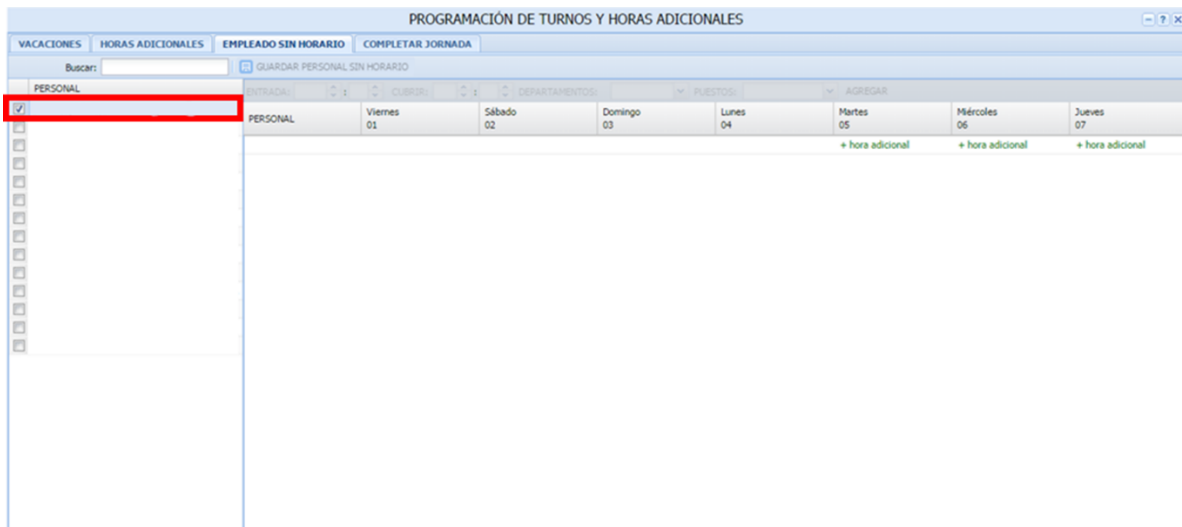 PROGRAMACIÓN DE TURNOS Y HORAS ADICIONALES
VACACIONES HORAS ADICIONALES EMPLEADO SIN HORARIO COMPLETAR JORNADA
Buscar: GUARDAR PERSONAL SIN HORARIO
PERSONAL
ENTRADA: : CUBRIR: : DEPARTAMENTOS: PUESTOS: AGREGAR
PERSONAL Viernes Sábado Domingo Lunes Martes Miércoles Jueves
01 02 03 04 05 06 07
+ hora adicional + hora adicional + hora adicional